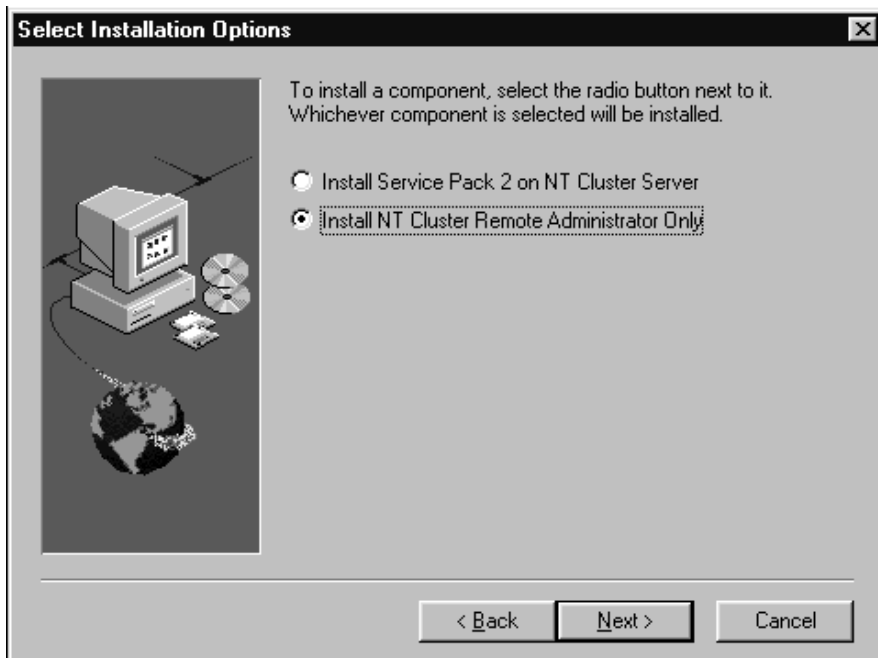 Select Installation Options
To install a component, select the radio button next to it.
Whichever component is selected will be installed.
Install Service Pack 2 on NT Cluster Server
Install NT Cluster Remote Administrator Only
< Back
Next >
Cancel